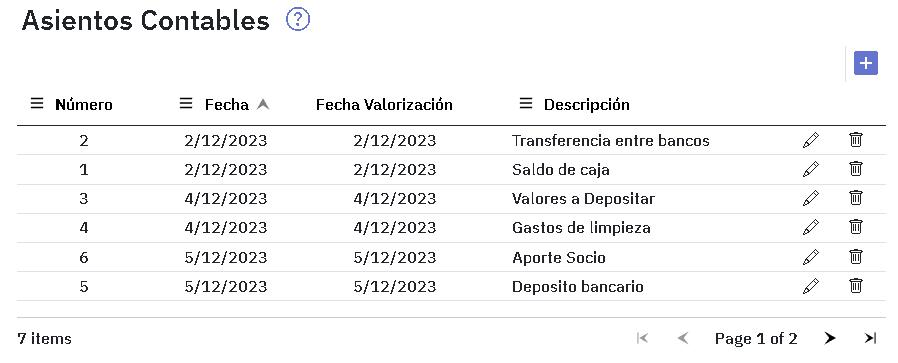 Asientos Contables ?
Número Fecha Fecha Valorización Descripción
2 2/12/2023 2/12/2023 Transferencia entre bancos
1 2/12/2023 2/12/2023 Saldo de caja
3 4/12/2023 4/12/2023 Valores a Depositar
4 4/12/2023 4/12/2023 Gastos de limpieza
6 5/12/2023 5/12/2023 Aporte Socio
5 5/12/2023 5/12/2023 Deposito bancario
7 items Page 1 of 2